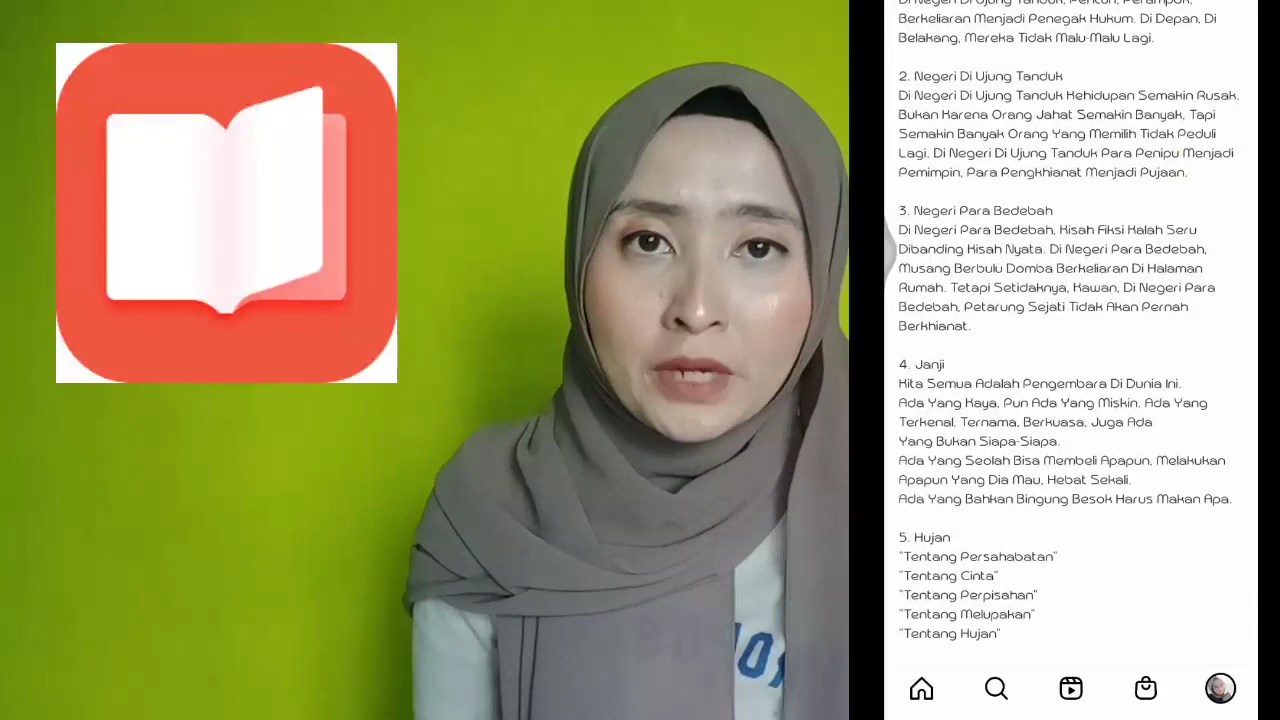 Di Negeri Di Ujung Tanduk, Pencuri, Perampok,
Berkeliaran Menjadi Penegak Hukum. Di Depan, Di
Belakang, Mereka Tidak Malu-Malu Lagi.
2. Negeri Di Ujung Tanduk
Di Negeri Di Ujung Tanduk Kehidupan Semakin Rusak.
Bukan Karena Orang Jahat Semakin Banyak, Tapi
Semakin Banyak Orang Yang Memilih Tidak Peduli
Lagi. Di Negeri Di Ujung Tanduk Para Penipu Menjadi
Pemimpin, Para Pengkhianat Menjadi Pujaan.
3. Negeri Para Bedebah
Di Negeri Para Bedebah, Kisah Fiksi Kalah Seru
Dibanding Kisah Nyata. Di Negeri Para Bedebah,
Musang Berbulu Domba Berkeliaran Di Halaman
Rumah. Tetapi Setidaknya, Kawan, Di Negeri Para
Bedebah, Petarung Sejati Tidak Akan Pernah
Berkhianat.
4. Janji
Kita Semua Adalah Pengembara Di Dunia Ini.
Ada Yang Kaya, Pun Ada Yang Miskin. Ada Yang
Terkenal, Ternama, Berkuasa, Juga Ada
Yang Bukan Siapa-Siapa.
Ada Yang Seolah Bisa Membeli Apapun, Melakukan
Apapun Yang Dia Mau, Hebat Sekali.
Ada Yang Bahkan Bingung Besok Harus Makan Apa.
5. Hujan
"Tentang Persahabatan"
"Tentang Cinta"
"Tentang Perpisahan"
"Tentang Melupakan"
"Tentang Hujan"